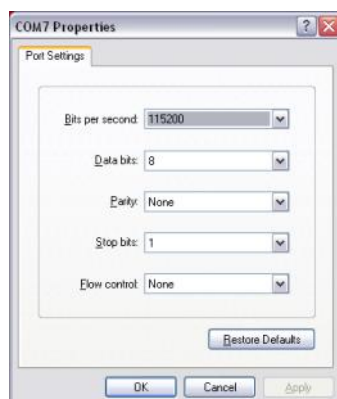 COM7 Properties
Port Settings
Bits per second: 115200
Data bits: 8
Parity: None
Stop bits: 1
Flow control: None
Restore Defaults
OK Cancel Apply